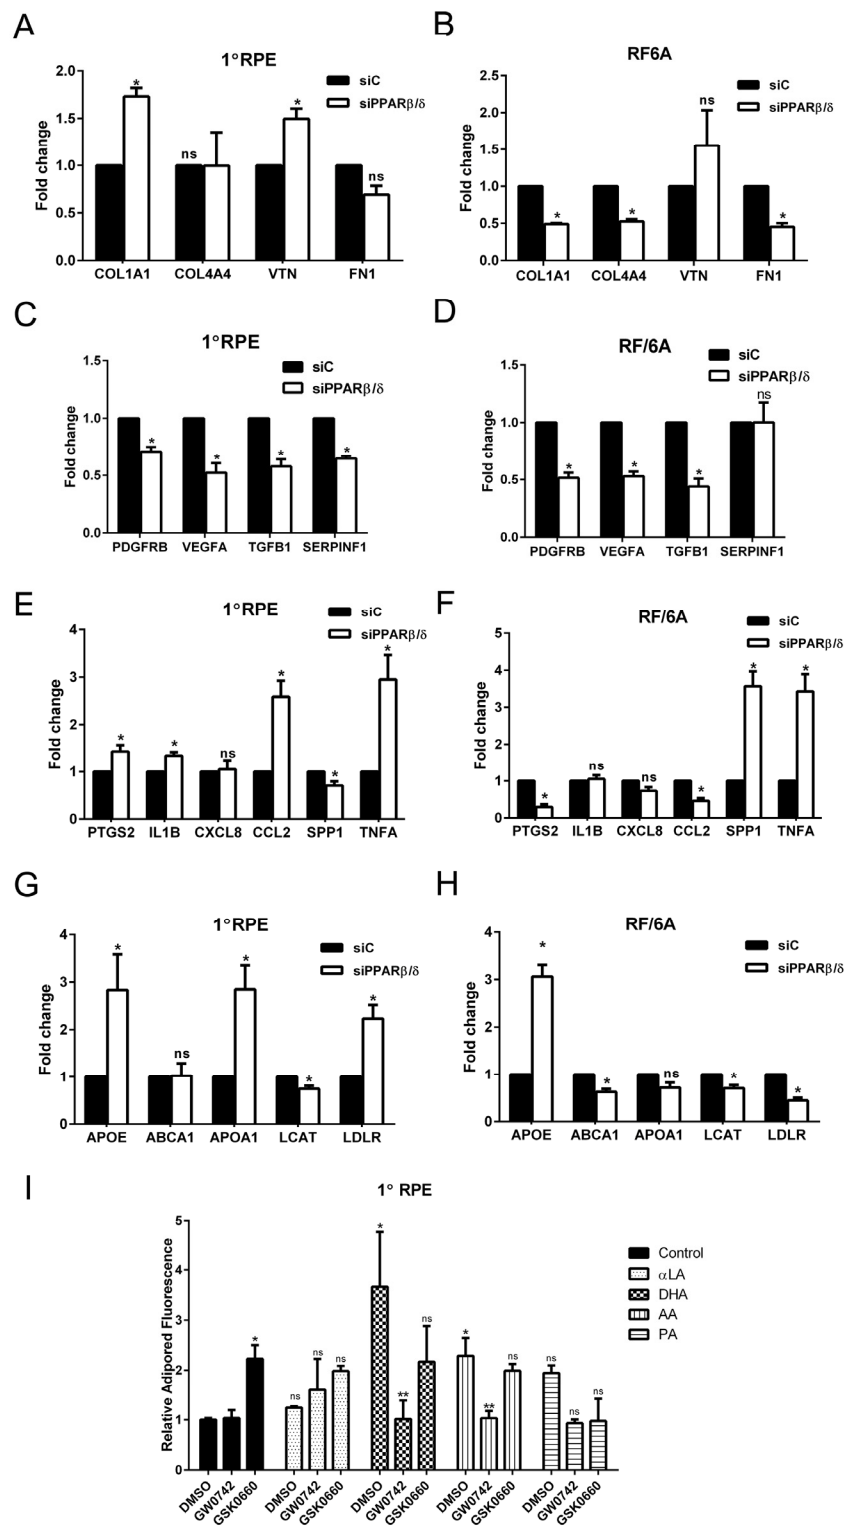 A
1°RPE
siC
siPPARβ/δ
Fold change
2.0
1.5
1.0
0.5
0.0
*
ns
*
ns
COL1A1 COL4A4 VTN FN1
B
RF6A
siC
siPPARβ/δ
Fold change
2.5
2.0
1.5
1.0
0.5
0.0
*
*
ns
*
COL1A1 COL4A4 VTN FN1
C
1°RPE
siC
siPPARβ/δ
Fold change
1.5
1.0
0.5
0.0
*
*
*
*
PDGFRB VEGFA TGFB1 SERPINF1
D
RF/6A
siC
siPPARβ/δ
Fold change
1.5
1.0
0.5
0.0
*
*
*
ns
PDGFRB VEGFA TGFB1 SERPINF1
E
1°RPE
siC
siPPARβ/δ
Fold change
4
3
2
1
0
*
*
ns
*
*
*
PTGS2 IL1B CXCL8 CCL2 SPP1 TNFA
F
RF/6A
siC
siPPARβ/δ
Fold change
5
4
3
2
1
0
*
ns
ns
*
*
*
PTGS2 IL1B CXCL8 CCL2 SPP1 TNFA
G
1°RPE
siC
siPPARβ/δ
Fold change
4
3
2
1
0
*
ns
*
*
*
APOE ABCA1 APOA1 LCAT LDLR
H
RF/6A
siC
siPPARβ/δ
Fold change
4
3
2
1
0
*
*
ns
*
*
APOE ABCA1 APOA1 LCAT LDLR
I
1° RPE
Relative Adipored Fluorescence
5
4
3
2
1
0
*
ns
ns
ns
*
**
ns
*
**
ns
ns
ns
ns
Control
αLA
DHA
AA
PA
DMSO GW0742 GSK0660 DMSO GW0742 GSK0660 DMSO GW0742 GSK0660 DMSO GW0742 GSK0660 DMSO GW0742 GSK0660